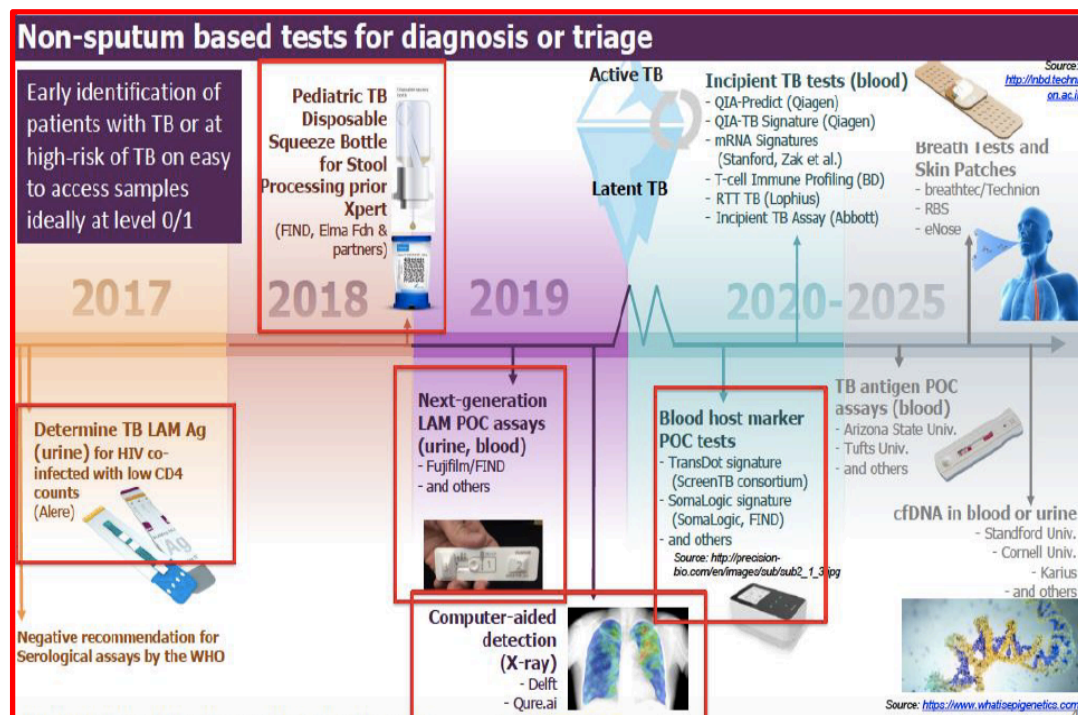 Non-sputum based tests for diagnosis or triage
Early identification of
patients with TB or at
high-risk of TB on easy
to access samples
ideally at level 0/1
Pediatric TB
Disposable
Squeeze Bottle
for Stool
Processing prior
Xpert
(FIND, Elma Fdn &
partners)
Active TB
Latent TB
Incipient TB tests (blood)
- QIA-Predict (Qiagen)
- QIA-TB Signature (Qiagen)
- mRNA Signatures
(Stanford, Zak et al.)
- T-cell Immune Profiling (BD)
- RTT TB (Lophius)
- Incipient TB Assay (Abbott)
Source:
http://nbd.techni
on.ac.il
Breath Tests and
Skin Patches
- breathtec/Technion
- RBS
- eNose
2017
2018
2019
2020-2025
Determine TB LAM Ag
(urine) for HIV co-
infected with low CD4
counts
(Alere)
Ag
Negative recommendation for
Serological assays by the WHO
Next-generation
LAM POC assays
(urine, blood)
- Fujifilm/FIND
- and others
Computer-aided
detection
(X-ray)
- Delft
- Qure.ai
Blood host marker
POC tests
- TransDot signature
(ScreenTB consortium)
- SomaLogic signature
(SomaLogic, FIND)
- and others
Source: http://precision-
bio.com/en/images/sub/sub2_1_3.jpg
TB antigen POC
assays (blood)
- Arizona State Univ.
- Tufts Univ.
- and others
cfDNA in blood or urine
- Standford Univ.
- Cornell Univ.
- Karius
- and others
Source: https://www.whatisepigenetics.com